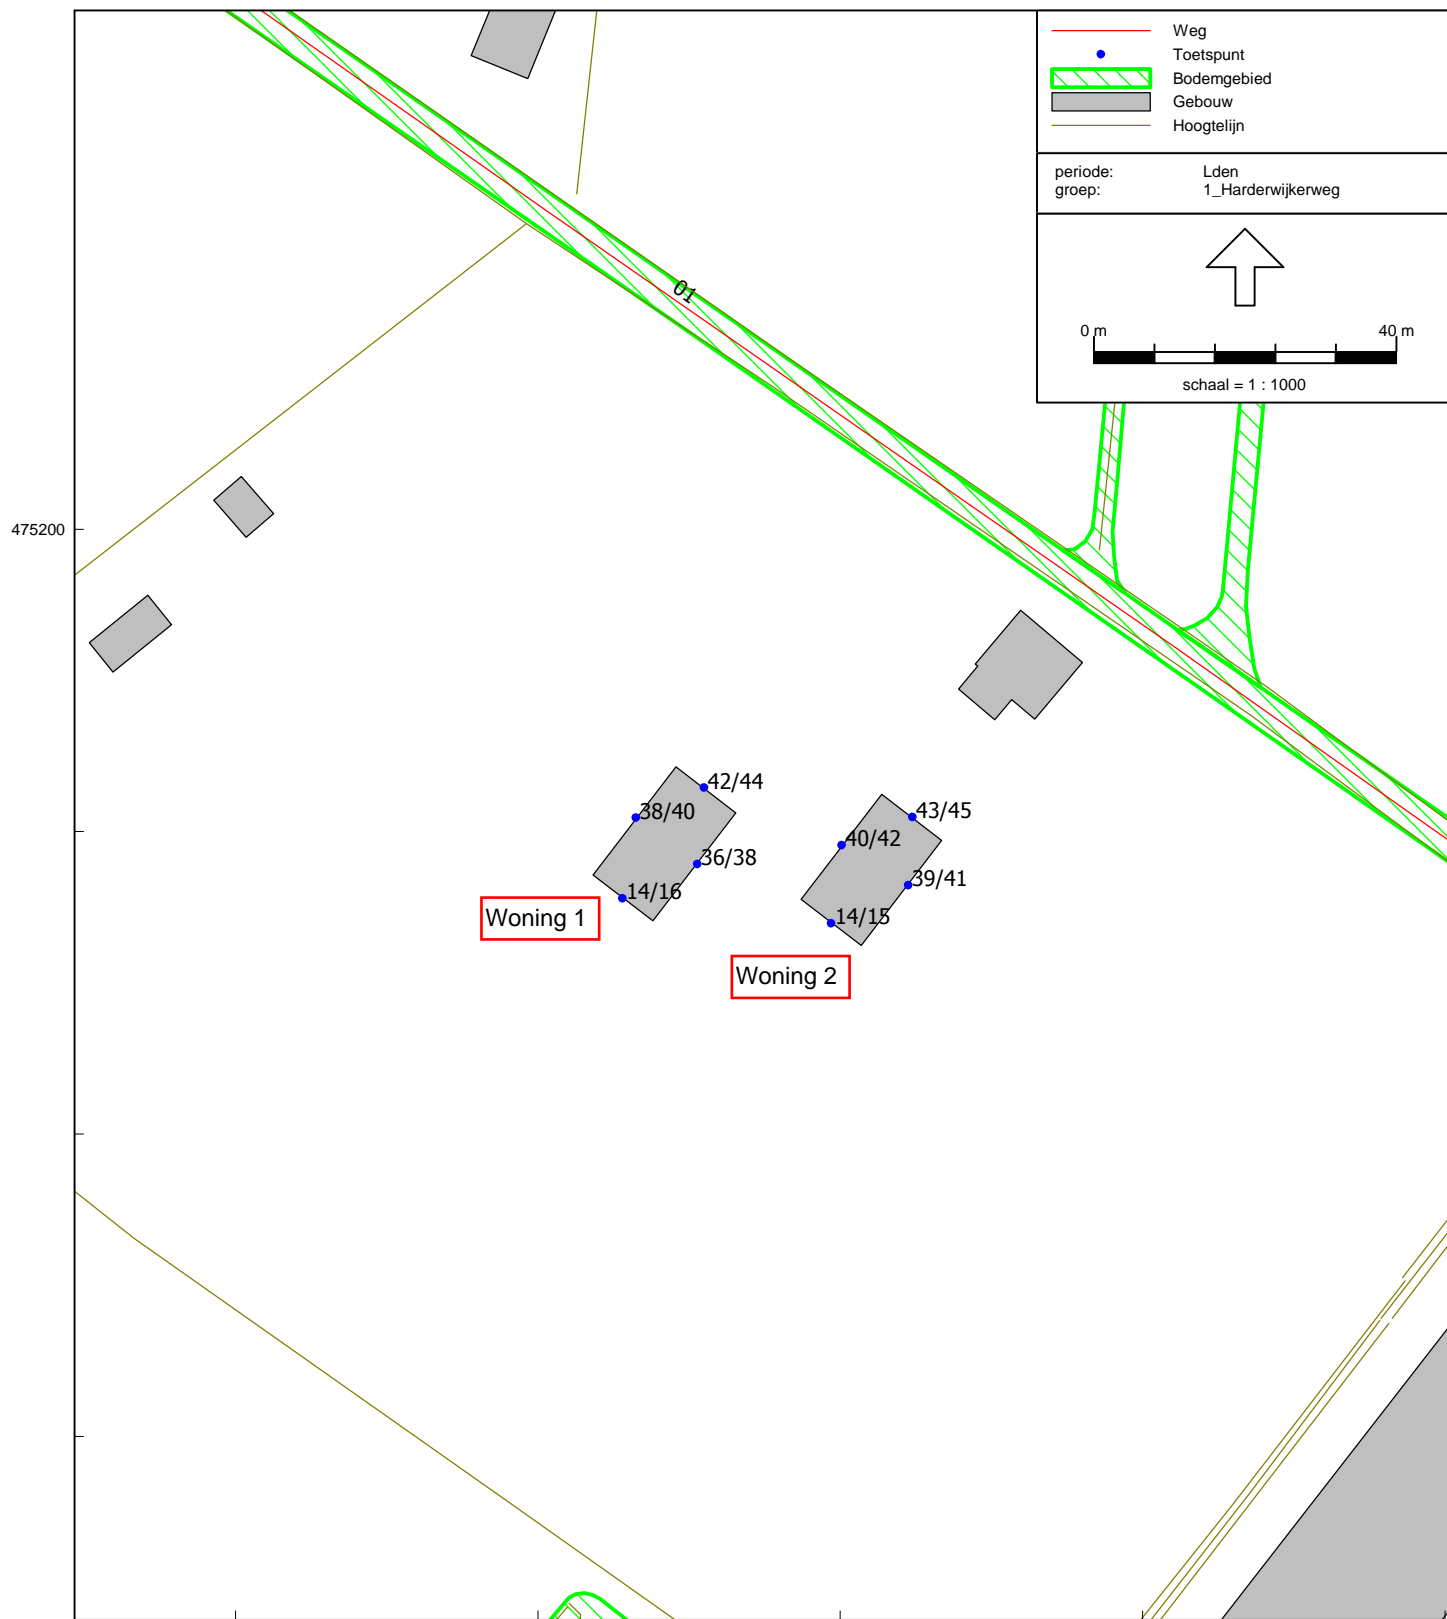 Weg
Toetspunt
Bodemgebied
Gebouw
Hoogtelijn
periode: Lden
groep: 1_Harderwijkerweg
0 m 40 m
schaal = 1 : 1000
01
475200
42/44
38/40
36/38
14/16
Woning 1
43/45
40/42
39/41
14/15
Woning 2